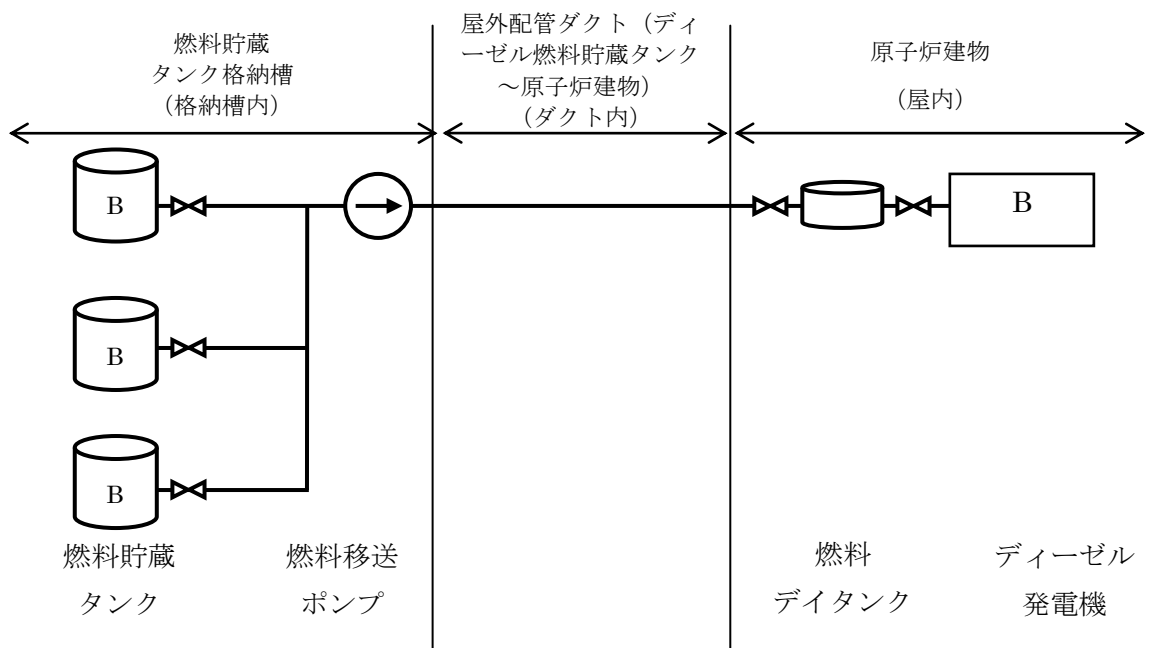 燃料貯蔵
タンク格納槽
（格納槽内）
屋外配管ダクト（ディ
ーゼル燃料貯蔵タンク
～原子炉建物）
（ダクト内）
原子炉建物
（屋内）
B
B
B
B
燃料貯蔵
タンク
燃料移送
ポンプ
燃料
デイタンク
ディーゼル
発電機